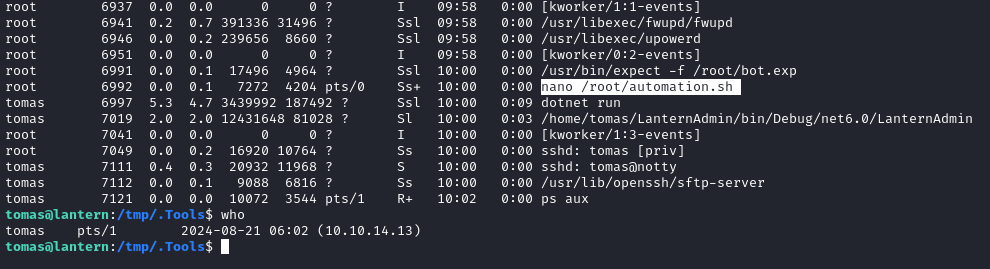 root 6937 0.0 0.0 0 0 ? I 09:58 0:00 [kworker/1:1-events]
root 6941 0.2 0.7 391336 31496 ? Ssl 09:58 0:00 /usr/libexec/fwupd/fwupd
root 6946 0.0 0.2 239656 8660 ? Ssl 09:58 0:00 /usr/libexec/upowerd
root 6951 0.0 0.0 0 0 ? I 09:58 0:00 [kworker/0:2-events]
root 6991 0.0 0.1 17496 4964 ? Ssl 10:00 0:00 /usr/bin/expect -f /root/bot.exp
root 6992 0.0 0.1 7272 4204 pts/0 Ss+ 10:00 0:00 nano /root/automation.sh
tomas 6997 5.3 4.7 3439992 187492 ? Ssl 10:00 0:09 dotnet run
tomas 7019 2.0 2.0 12431648 81028 ? Sl 10:00 0:03 /home/tomas/LanternAdmin/bin/Debug/net6.0/LanternAdmin
root 7041 0.0 0.0 0 0 ? I 10:00 0:00 [kworker/1:3-events]
root 7049 0.0 0.2 16920 10764 ? Ss 10:00 0:00 sshd: tomas [priv]
tomas 7111 0.4 0.3 20932 11968 ? S 10:00 0:00 sshd: tomas@notty
tomas 7112 0.0 0.1 9088 6816 ? Ss 10:00 0:00 /usr/lib/openssh/sftp-server
tomas 7121 0.0 0.0 10072 3544 pts/1 R+ 10:02 0:00 ps aux
tomas@lantern:/tmp/.Tools$ who
tomas pts/1 2024-08-21 06:02 (10.10.14.13)
tomas@lantern:/tmp/.Tools$